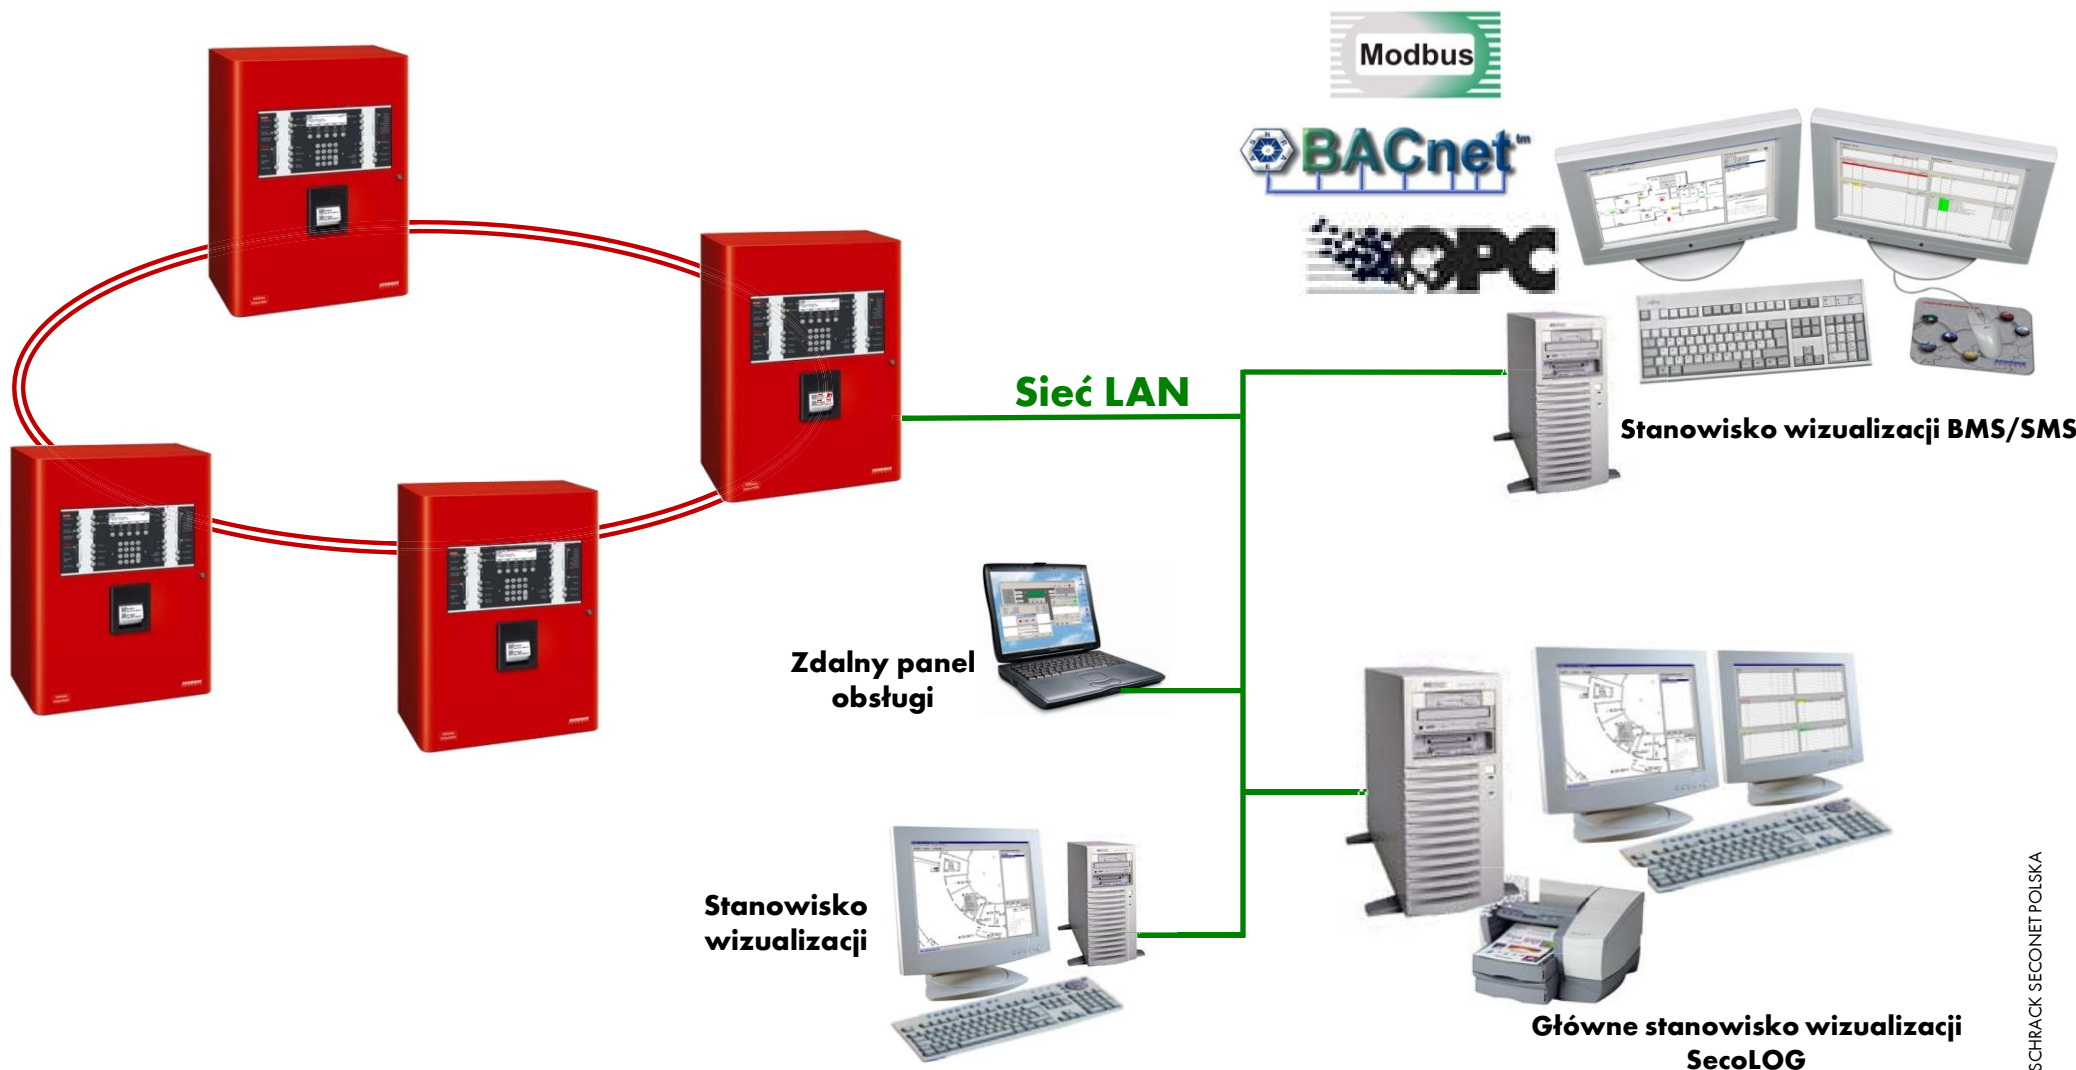 Modbus
BACnet™
OPC
Sieć LAN
Stanowisko wizualizacji BMS/SMS
Zdalny panel
obsługi
Stanowisko
wizualizacji
Główne stanowisko wizualizacji
SecoLOG
SCHRACK SECONET POLSKA